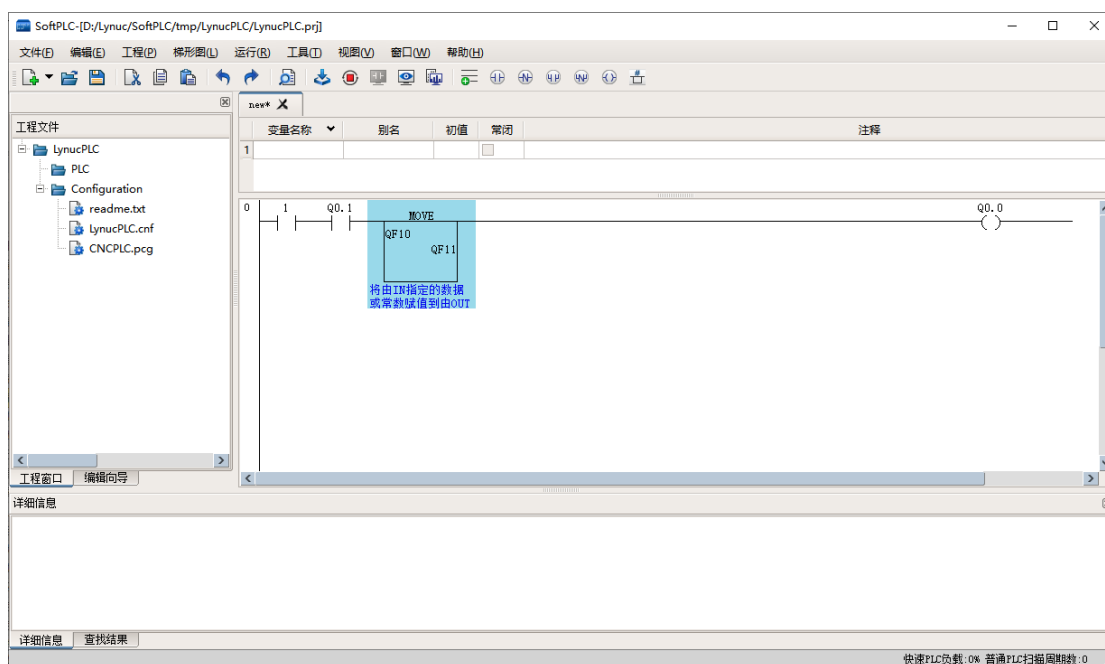 SoftPLC-[D:/Lynuc/SoftPLC/tmp/LynucPLC/LynucPLC.prj]
文件(F) 编辑(E) 工程(P) 梯形图(L) 运行(R) 工具(T) 视图(V) 窗口(W) 帮助(H)
new*
工程文件
变量名称 别名 初值 常闭 注释
1
LynucPLC
PLC
Configuration
readme.txt
LynucPLC.cnf
CNCPLC.pcg
0 1 Q0.1 MOVE Q0.0
QF10
QF11
将由IN指定的数据
或常数赋值到由OUT
工程窗口 编辑向导
详细信息
详细信息 查找结果
快速PLC负载:0% 普通PLC扫描周期数:0